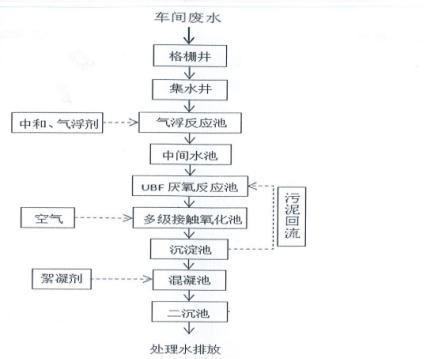 车间废水
格栅井
集水井
中和、气浮剂
气浮反应池
中间水池
UBF 厌氧反应池
污泥回流
空气
多级接触氧化池
沉淀池
絮凝剂
混凝池
二沉池
处理水排放